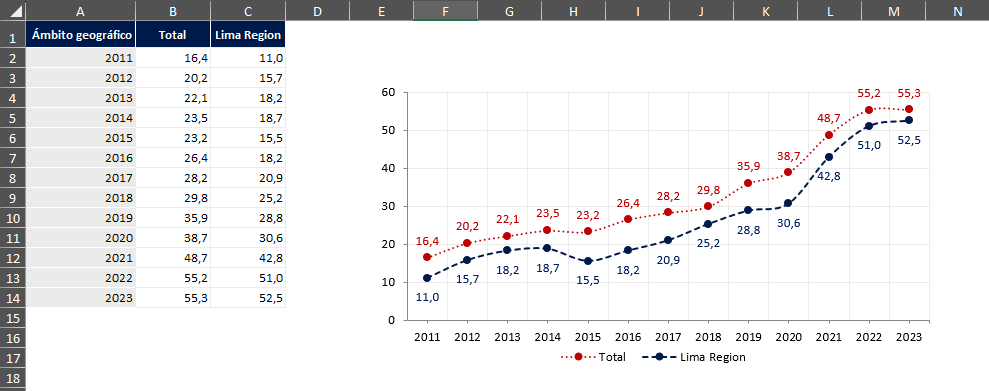 A B C D E F G H I J K L M N
1 Ámbito geográfico Total Lima Region
2 2011 16,4 11,0
3 2012 20,2 15,7
4 2013 22,1 18,2
5 2014 23,5 18,7
6 2015 23,2 15,5
7 2016 26,4 18,2
8 2017 28,2 20,9
9 2018 29,8 25,2
10 2019 35,9 28,8
11 2020 38,7 30,6
12 2021 48,7 42,8
13 2022 55,2 51,0
14 2023 55,3 52,5
15
16
17
18
60
50
40
30
20
10
0
16,4 20,2 22,1 23,5 23,2 26,4 28,2 29,8 35,9 38,7 48,7 55,2 55,3
11,0 15,7 18,2 18,7 15,5 18,2 20,9 25,2 28,8 30,6 42,8 51,0 52,5
2011 2012 2013 2014 2015 2016 2017 2018 2019 2020 2021 2022 2023
Total Lima Region